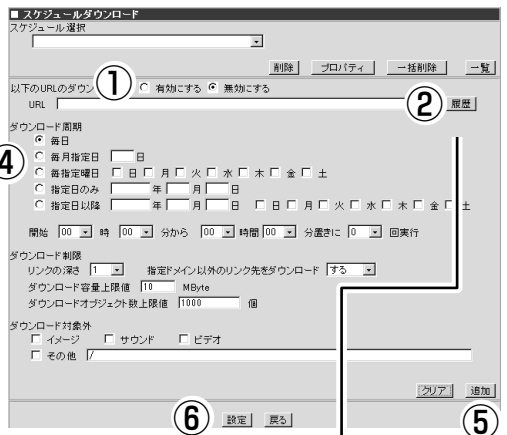 ■ スケジュールダウンロード
スケジュール選択
削除 プロパティ 一括削除 一覧
以下のURLのダウン ① 有効にする 無効にする
URL ② 履歴
ダウンロード周期
④
毎日
毎月指定日 日
毎指定曜日 日 月 火 水 木 金 土
指定日のみ 年 月 日
指定日以降 年 月 日 日 月 火 水 木 金 土
開始 00 時 00 分から 00 時間 00 分置きに 0 回実行
ダウンロード制限
リンクの深さ 1 指定ドメイン以外のリンク先をダウンロード する
ダウンロード容量上限値 10 MByte
ダウンロードオブジェクト数上限値 1000 個
ダウンロード対象外
イメージ サウンド ビデオ
その他 /
クリア 追加
⑥ 設定 戻る ⑤